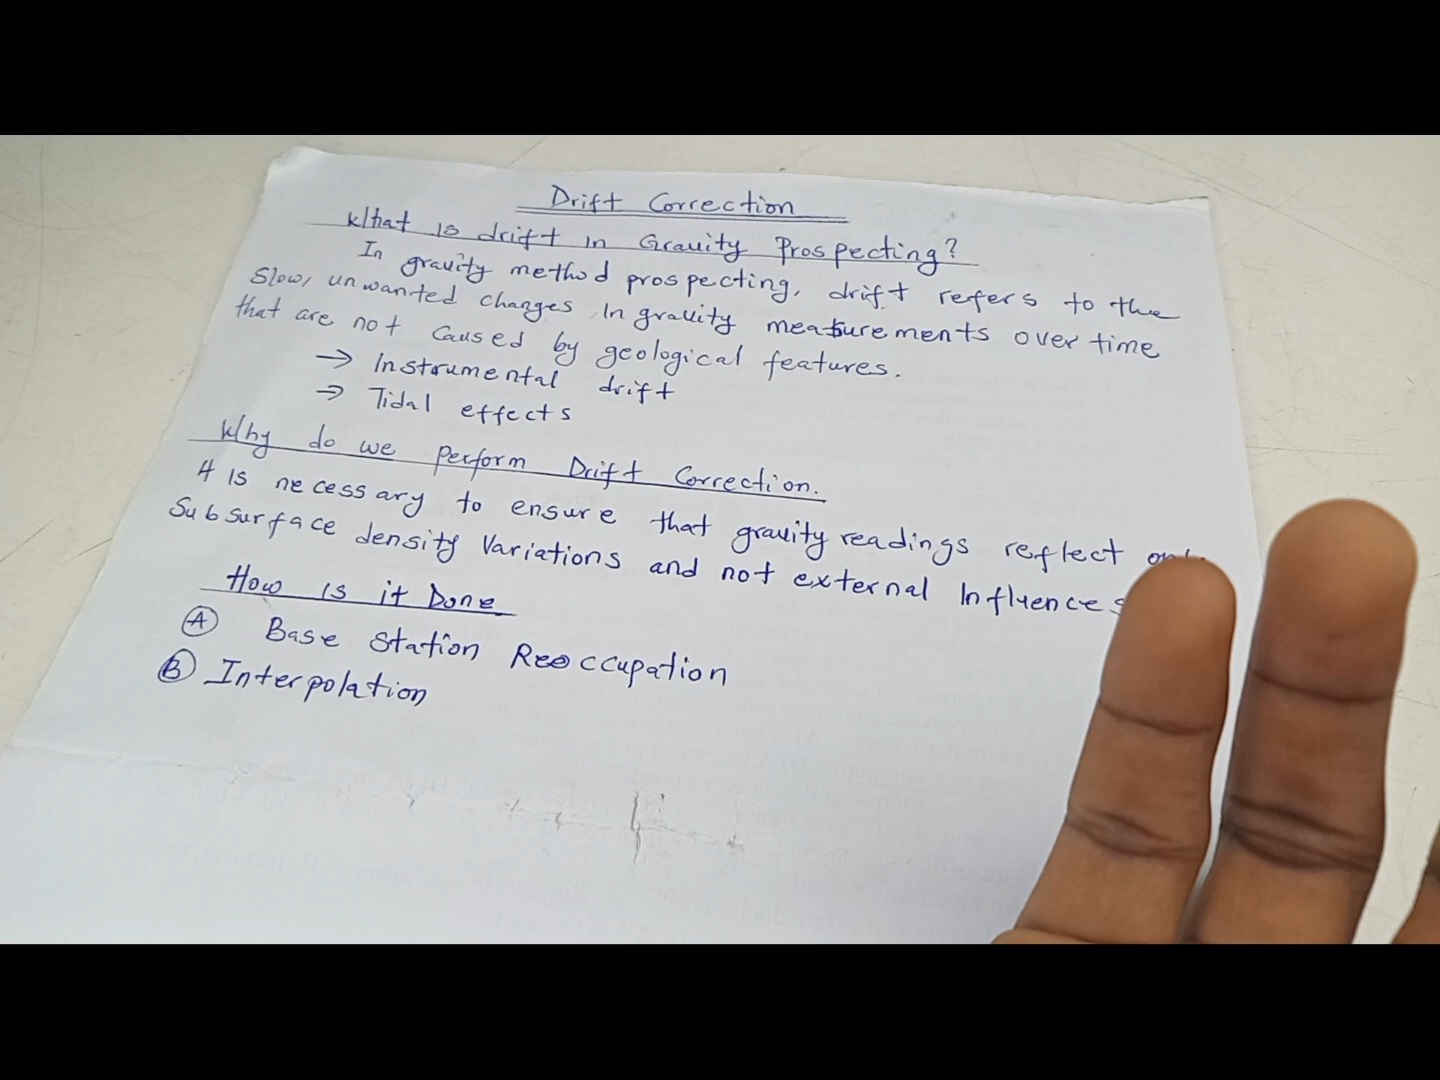 Drift Correction
What is drift in Gravity Prospecting?
In gravity method prospecting, drift refers to the
slow, unwanted changes in gravity measurements over time
that are not caused by geological features.
→ Instrumental drift
→ Tidal effects
Why do we perform Drift Correction.
It is necessary to ensure that gravity readings reflect
Subsurface density Variations and not external Influences
How is it Done
A Base Station Reoccupation
B Interpolation